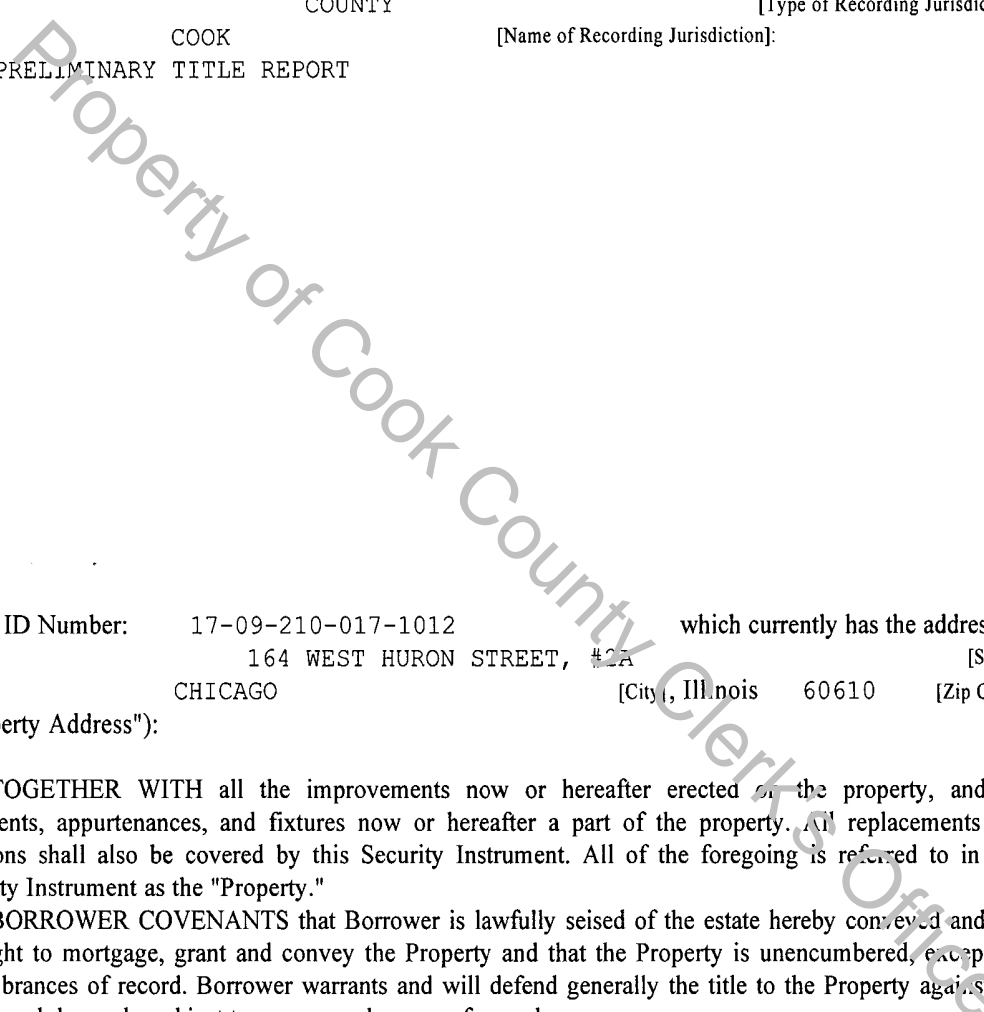 COUNTY [Type of Recording Jurisdic
COOK [Name of Recording Jurisdiction]:
PRELIMINARY TITLE REPORT
Property of Cook County Clerk's Office
ID Number: 17-09-210-017-1012 which currently has the addres
164 WEST HURON STREET, #2A [S
CHICAGO [City], Illinois 60610 [Zip C
erty Address"):
TOGETHER WITH all the improvements now or hereafter erected on the property, and
ents, appurtenances, and fixtures now or hereafter a part of the property. All replacements
ons shall also be covered by this Security Instrument. All of the foregoing is referred to in
ty Instrument as the "Property."
BORROWER COVENANTS that Borrower is lawfully seised of the estate hereby conveyed and
ght to mortgage, grant and convey the Property and that the Property is unencumbered, excep
brances of record. Borrower warrants and will defend generally the title to the Property against